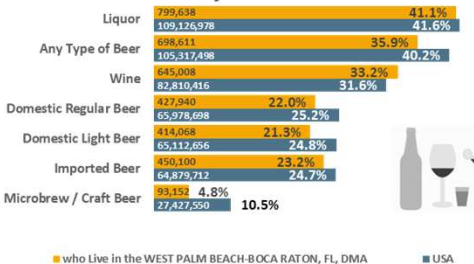 Liquor 799,638 41.1%
109,126,978 41.6%
Any Type of Beer 698,611 35.9%
105,317,498 40.2%
Wine 645,008 33.2%
82,810,416 31.6%
Domestic Regular Beer 427,940 22.0%
65,978,698 25.2%
Domestic Light Beer 414,068 21.3%
65,112,656 24.8%
Imported Beer 450,100 23.2%
64,879,712 24.7%
Microbrew / Craft Beer 93,152 4.8%
27,427,550 10.5%
who Live in the WEST PALM BEACH-BOCA RATON, FL, DMA USA